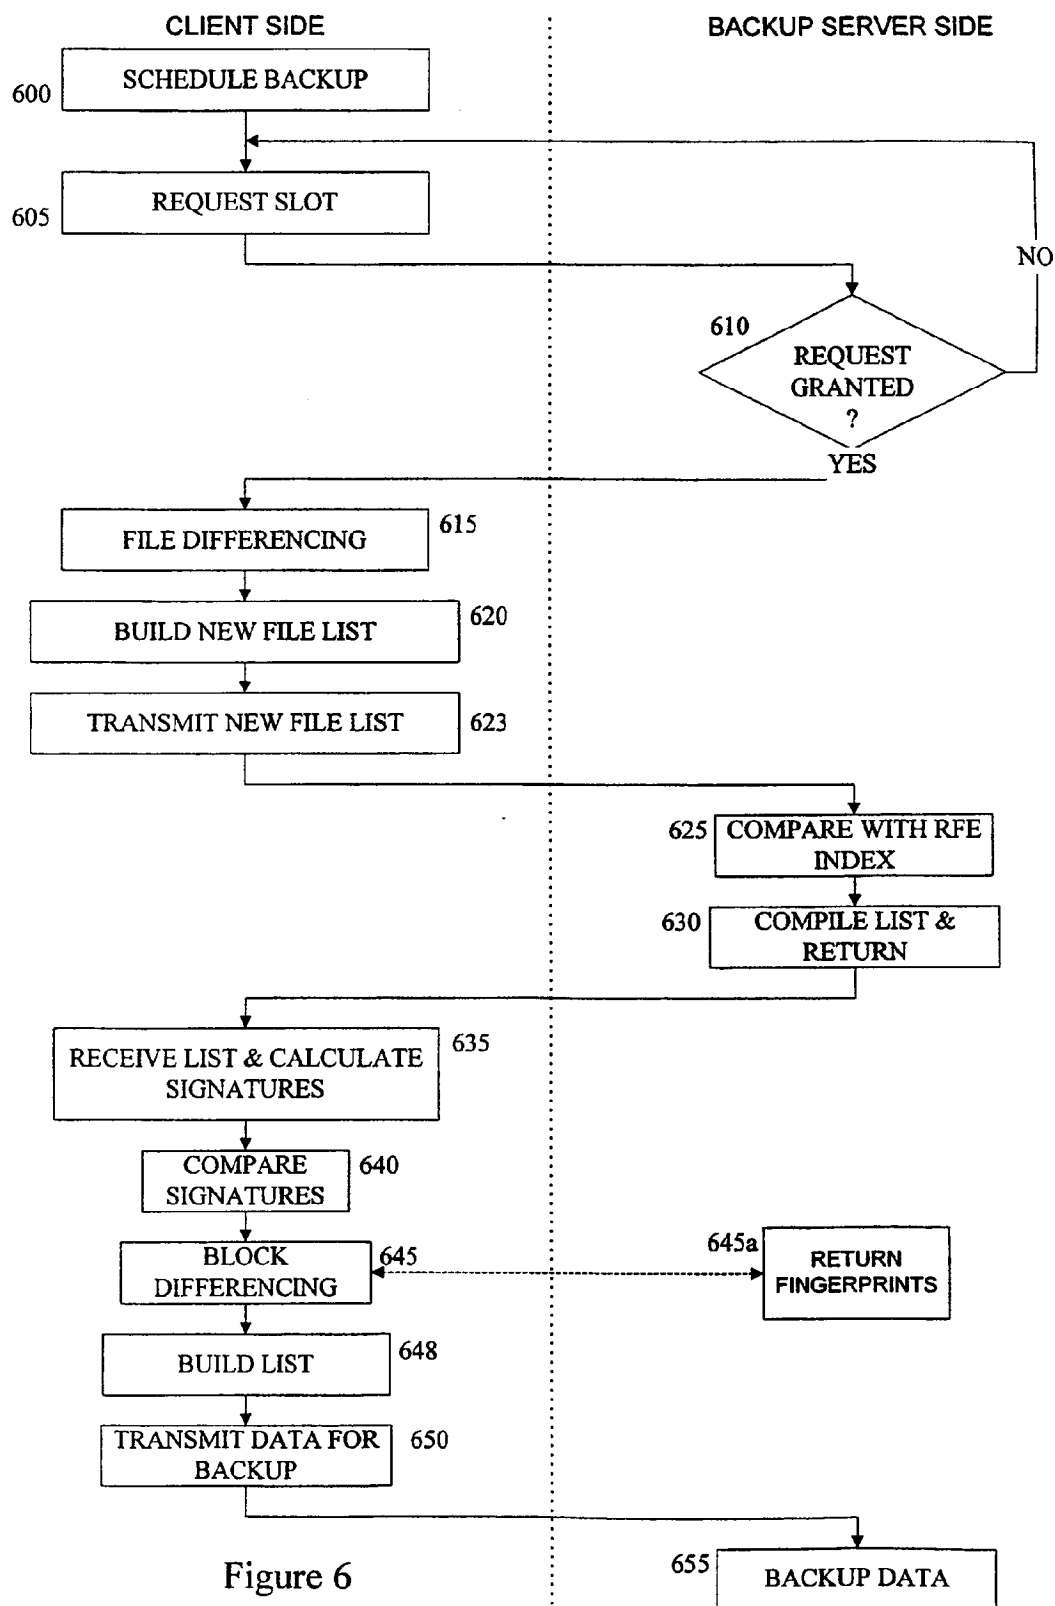 CLIENT SIDE
BACKUP SERVER SIDE
600
SCHEDULE BACKUP
605
REQUEST SLOT
NO
610
REQUEST
GRANTED
?
YES
FILE DIFFERENCING
615
BUILD NEW FILE LIST
620
TRANSMIT NEW FILE LIST
623
625
COMPARE WITH RFE
INDEX
630
COMPILE LIST &
RETURN
RECEIVE LIST & CALCULATE
SIGNATURES
635
COMPARE
SIGNATURES
640
BLOCK
DIFFERENCING
645
645a
RETURN
FINGERPRINTS
BUILD LIST
648
TRANSMIT DATA FOR
BACKUP
650
655
BACKUP DATA
Figure 6